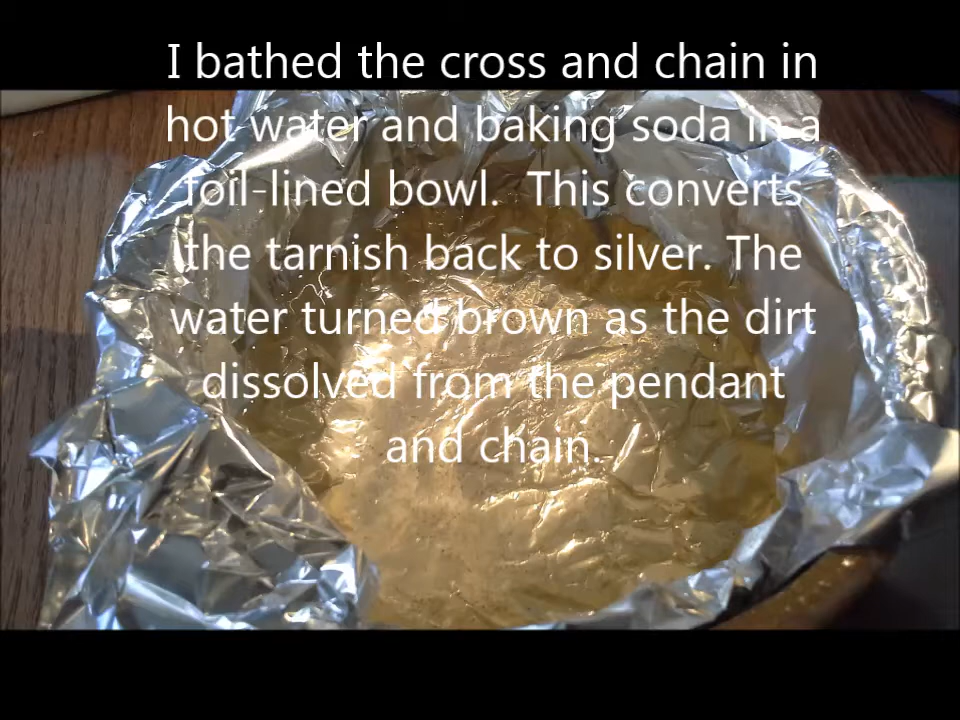 I bathed the cross and chain in
hot water and baking soda in a
foil-lined bowl.  This converts
the tarnish back to silver. The
water turned brown as the dirt
dissolved from the pendant
and chain.